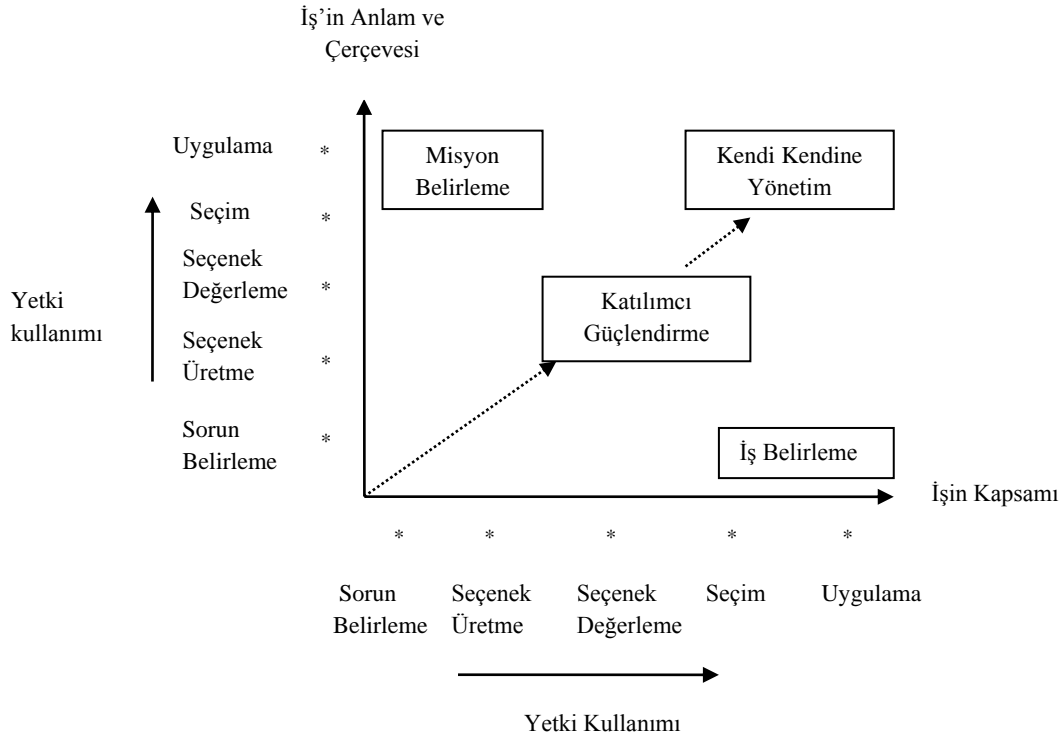 İş’in Anlam ve
Çerçevesi
Uygulama *
Misyon
Belirleme
Kendi Kendine
Yönetim
Seçim *
Seçenek
Değerleme *
Yetki
kullanımı
Katılımcı
Güçlendirme
Seçenek
Üretme *
Sorun
Belirleme *
İş Belirleme
İşin Kapsamı
* * * * *
Sorun
Belirleme
Seçenek
Üretme
Seçenek
Değerleme
Seçim
Uygulama
Yetki Kullanımı